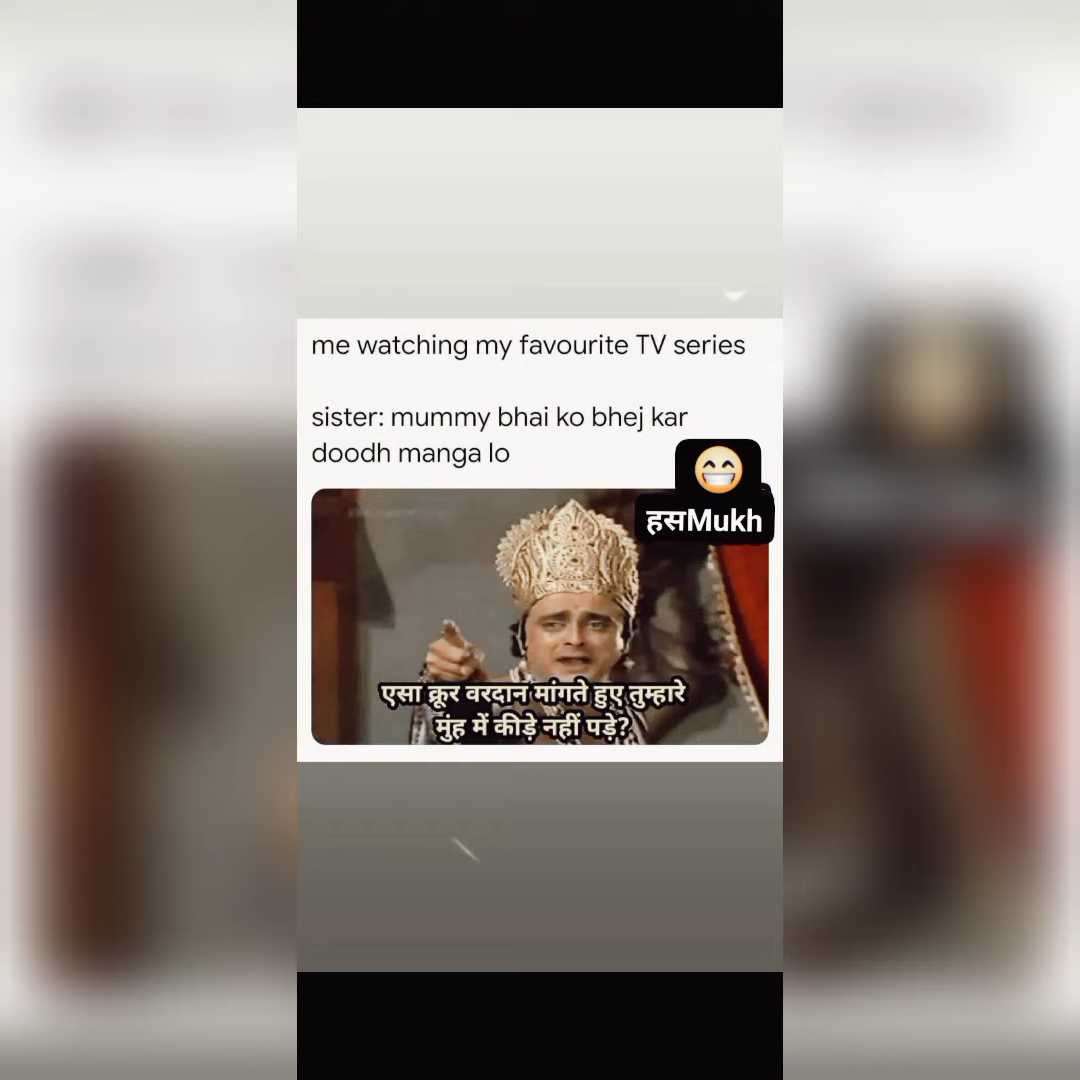 me watching my favourite TV series
sister: mummy bhai ko bhej kar
doodh manga lo
हसMukh
एसा क्रूर वरदान मांगते हुए तुम्हारे
मुंह में कीड़े नहीं पड़े?